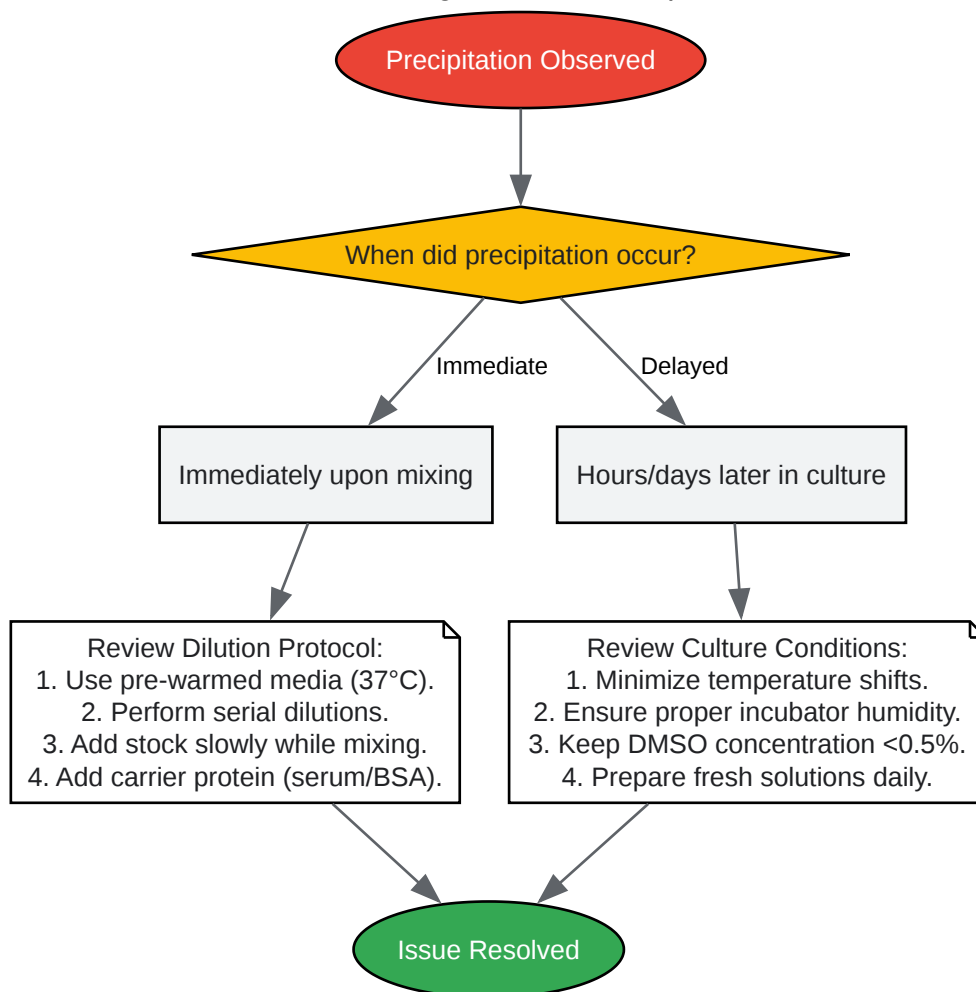 Precipitation Observed
When did precipitation occur?
Immediate
Delayed
Immediately upon mixing
Hours/days later in culture
Review Dilution Protocol:
1. Use pre-warmed media (37°C).
2. Perform serial dilutions.
3. Add stock slowly while mixing.
4. Add carrier protein (serum/BSA).
Review Culture Conditions:
1. Minimize temperature shifts.
2. Ensure proper incubator humidity.
3. Keep DMSO concentration <0.5%.
4. Prepare fresh solutions daily.
Issue Resolved